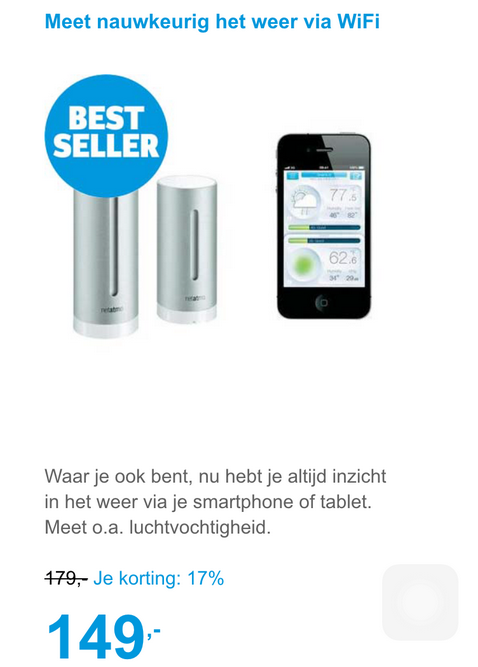 Meet nauwkeurig het weer via WiFi
BEST
SELLER
netatmo
netatmo
77.5
62.6
Waar je ook bent, nu hebt je altijd inzicht
in het weer via je smartphone of tablet.
Meet o.a. luchtvochtigheid.
179,- Je korting: 17%
149,-